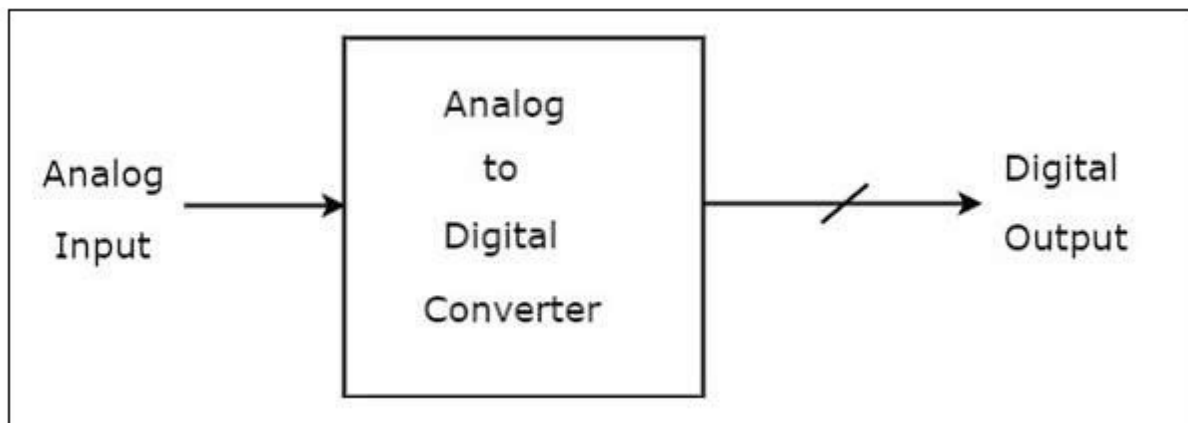 Analog
Input
Analog
to
Digital
Converter
Digital
Output